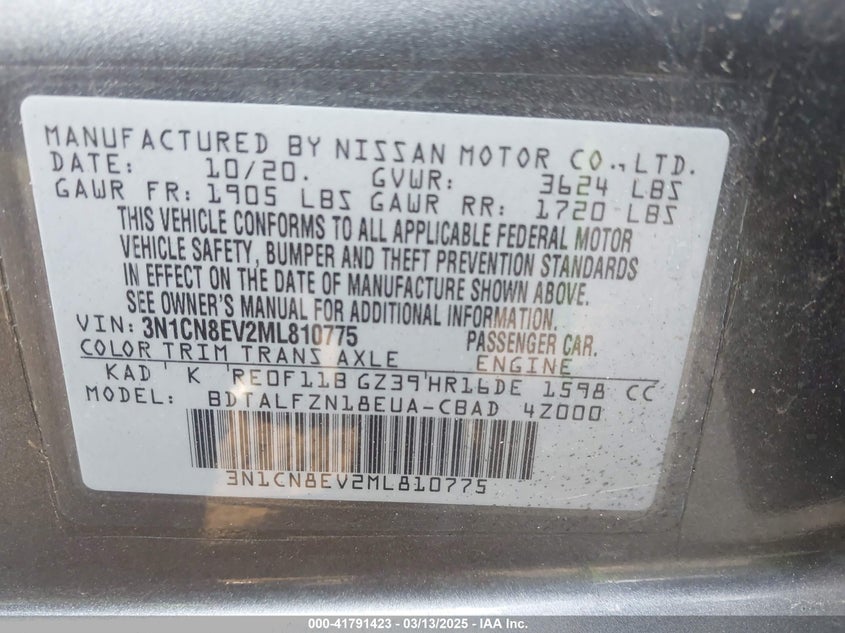 MANUFACTURED BY NISSAN MOTOR CO., LTD.
DATE: 10/20. GVWR: 3624 LBS
GAWR FR: 1905 LBS GAWR RR: 1720 LBS
THIS VEHICLE CONFORMS TO ALL APPLICABLE FEDERAL MOTOR
VEHICLE SAFETY, BUMPER AND THEFT PREVENTION STANDARDS
IN EFFECT ON THE DATE OF MANUFACTURE SHOWN ABOVE.
SEE OWNER'S MANUAL FOR ADDITIONAL INFORMATION.
VIN: 3N1CN8EV2ML810775 PASSENGER CAR.
COLOR TRIM TRANS AXLE ENGINE
KAD K RE0F11B GZ39 HR16DE 1598 CC
MODEL: BDTALFZN18EUA-CBAD 4Z000
3N1CN8EV2ML810775
000-41791423 — 03/13/2025 — IAA Inc.